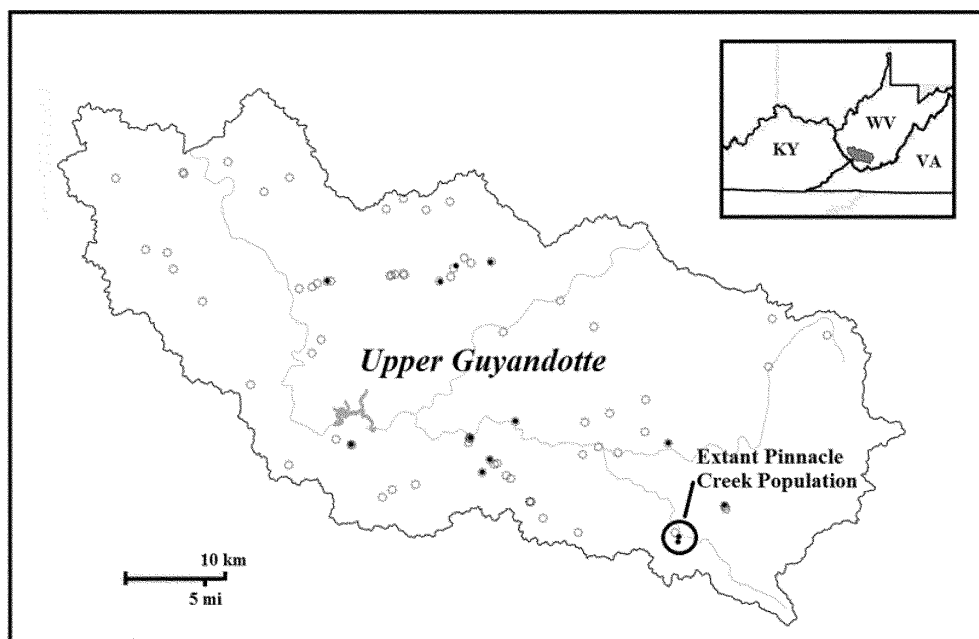 WV
KY
VA
Upper Guyandotte
Extant Pinnacle
Creek Population
10 km
5 mi